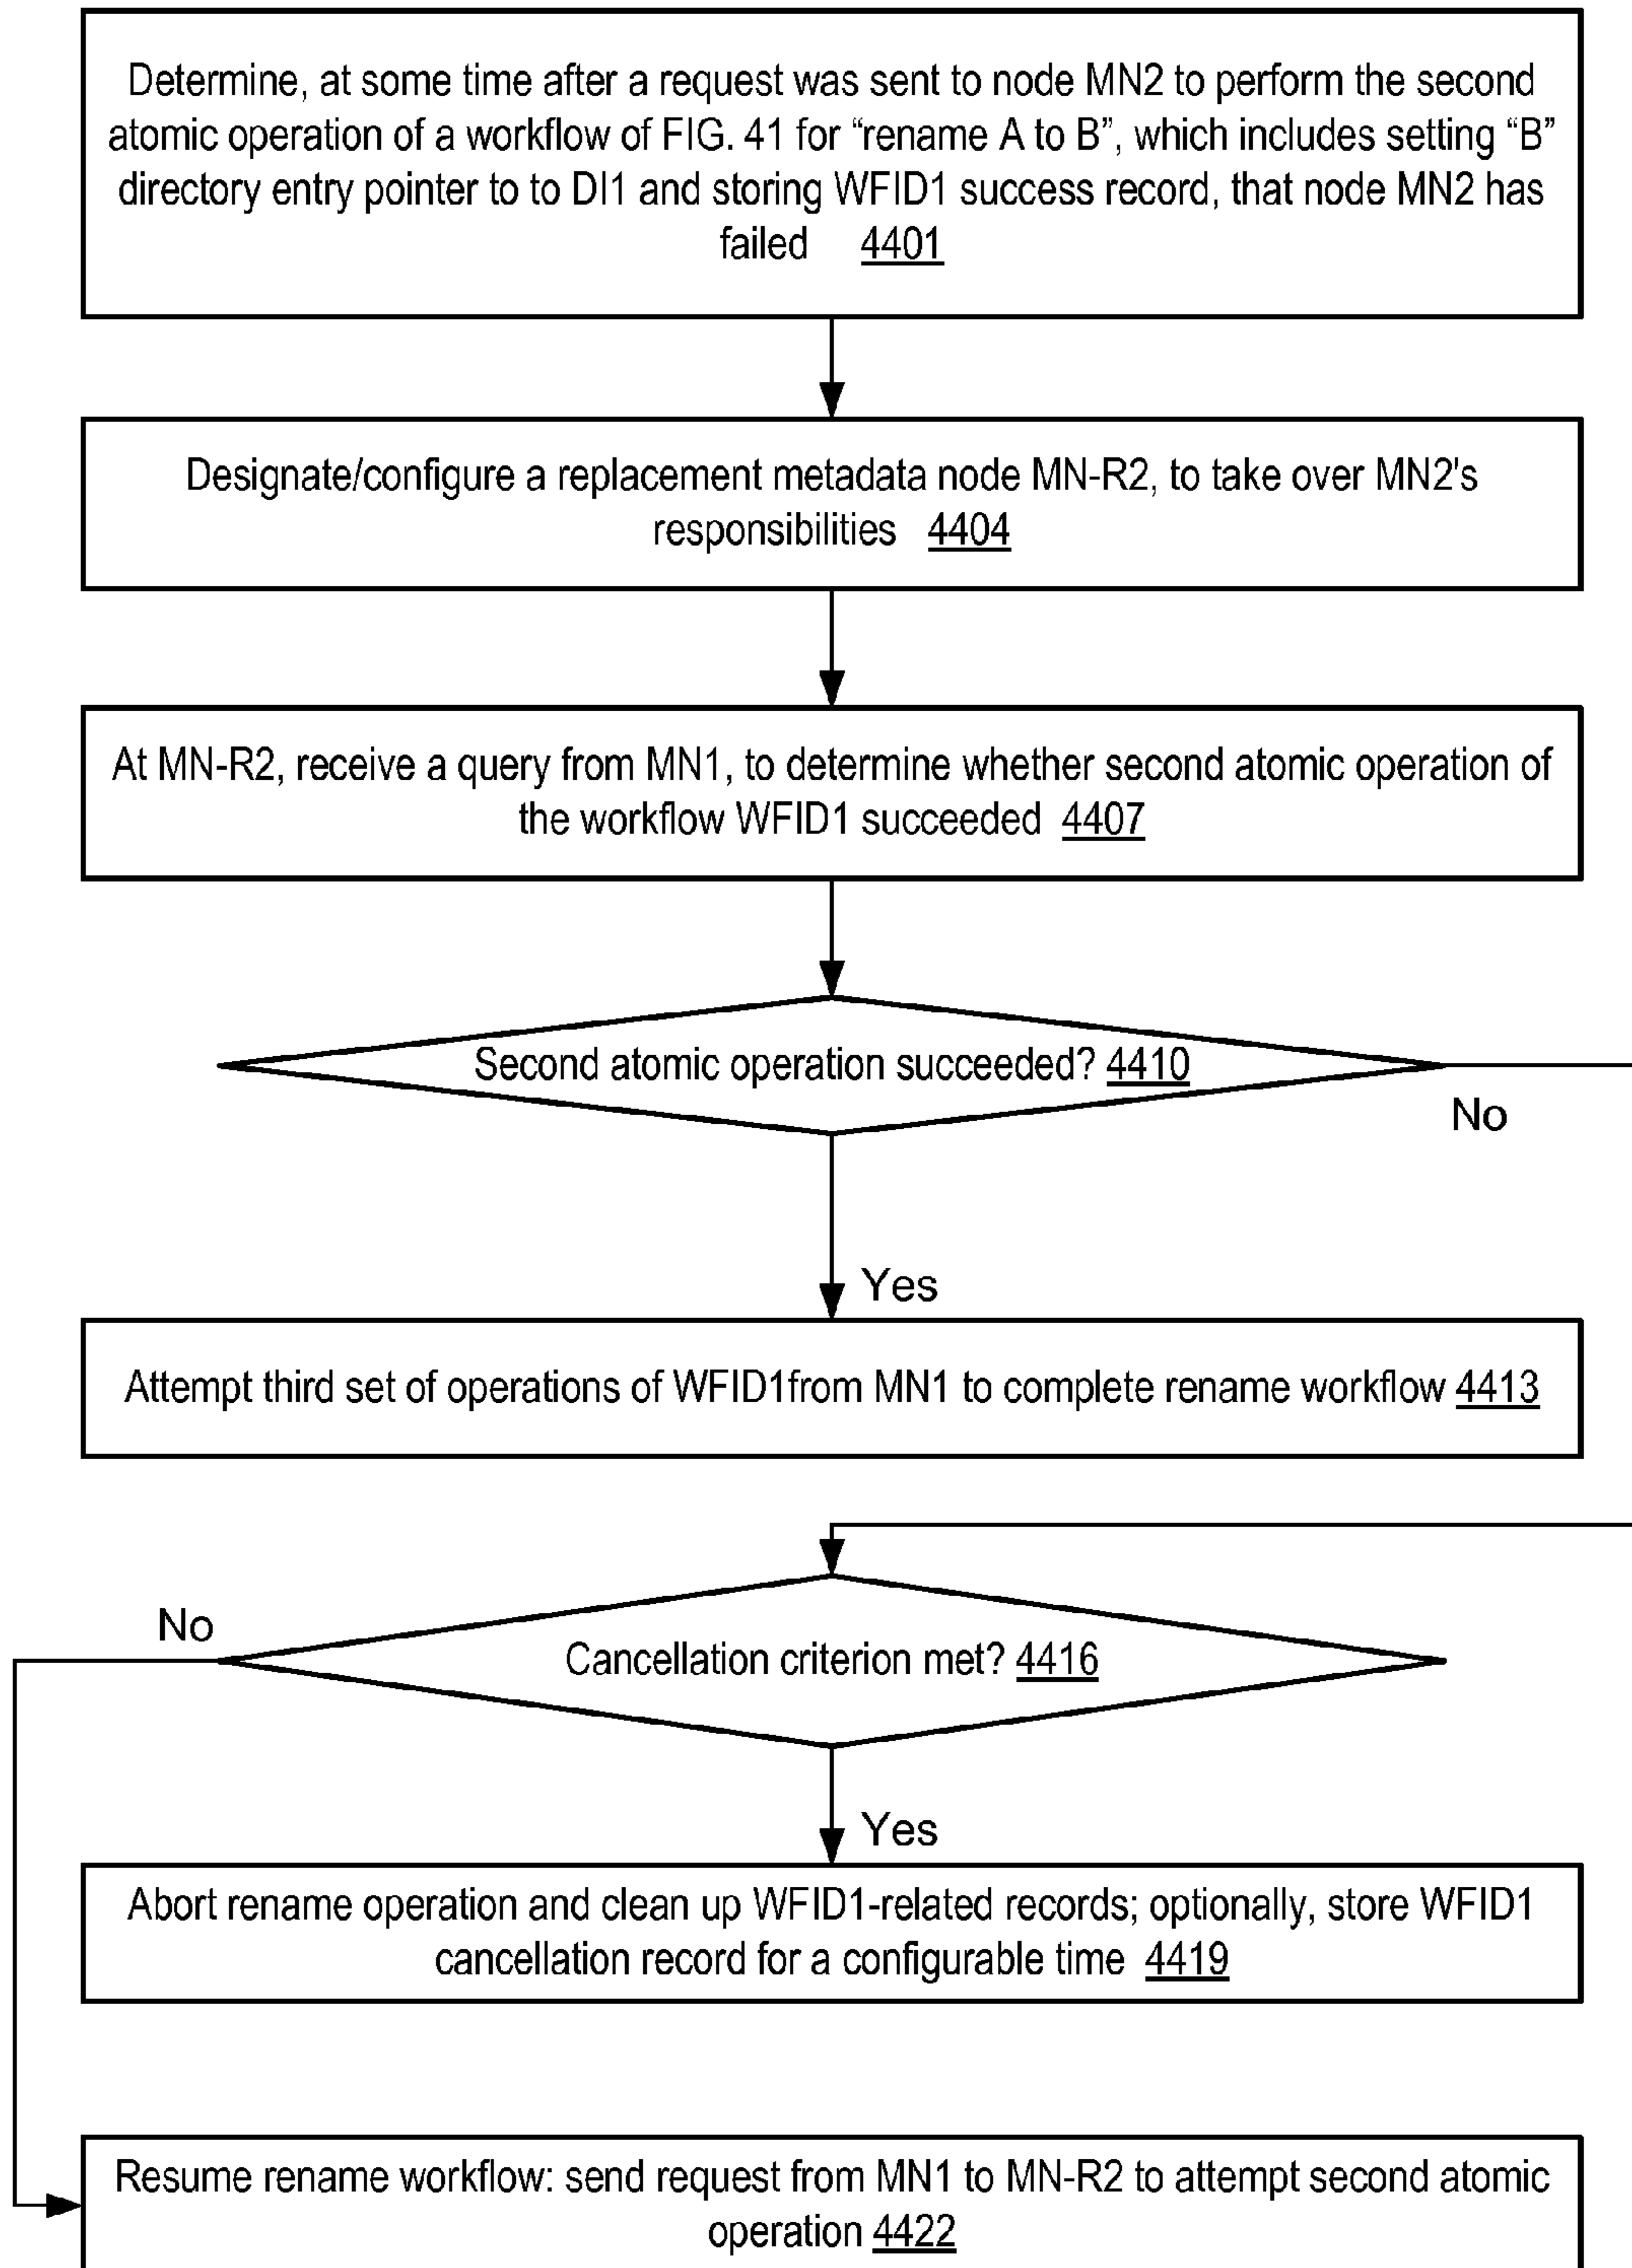 Determine, at some time after a request was sent to node MN2 to perform the second
atomic operation of a workflow of FIG. 41 for “rename A to B”, which includes setting “B”
directory entry pointer to to DI1 and storing WFID1 success record, that node MN2 has
failed 4401
Designate/configure a replacement metadata node MN-R2, to take over MN2's
responsibilities 4404
At MN-R2, receive a query from MN1, to determine whether second atomic operation of
the workflow WFID1 succeeded 4407
Second atomic operation succeeded? 4410
No
Yes
Attempt third set of operations of WFID1from MN1 to complete rename workflow 4413
No
Cancellation criterion met? 4416
Yes
Abort rename operation and clean up WFID1-related records; optionally, store WFID1
cancellation record for a configurable time 4419
Resume rename workflow: send request from MN1 to MN-R2 to attempt second atomic
operation 4422